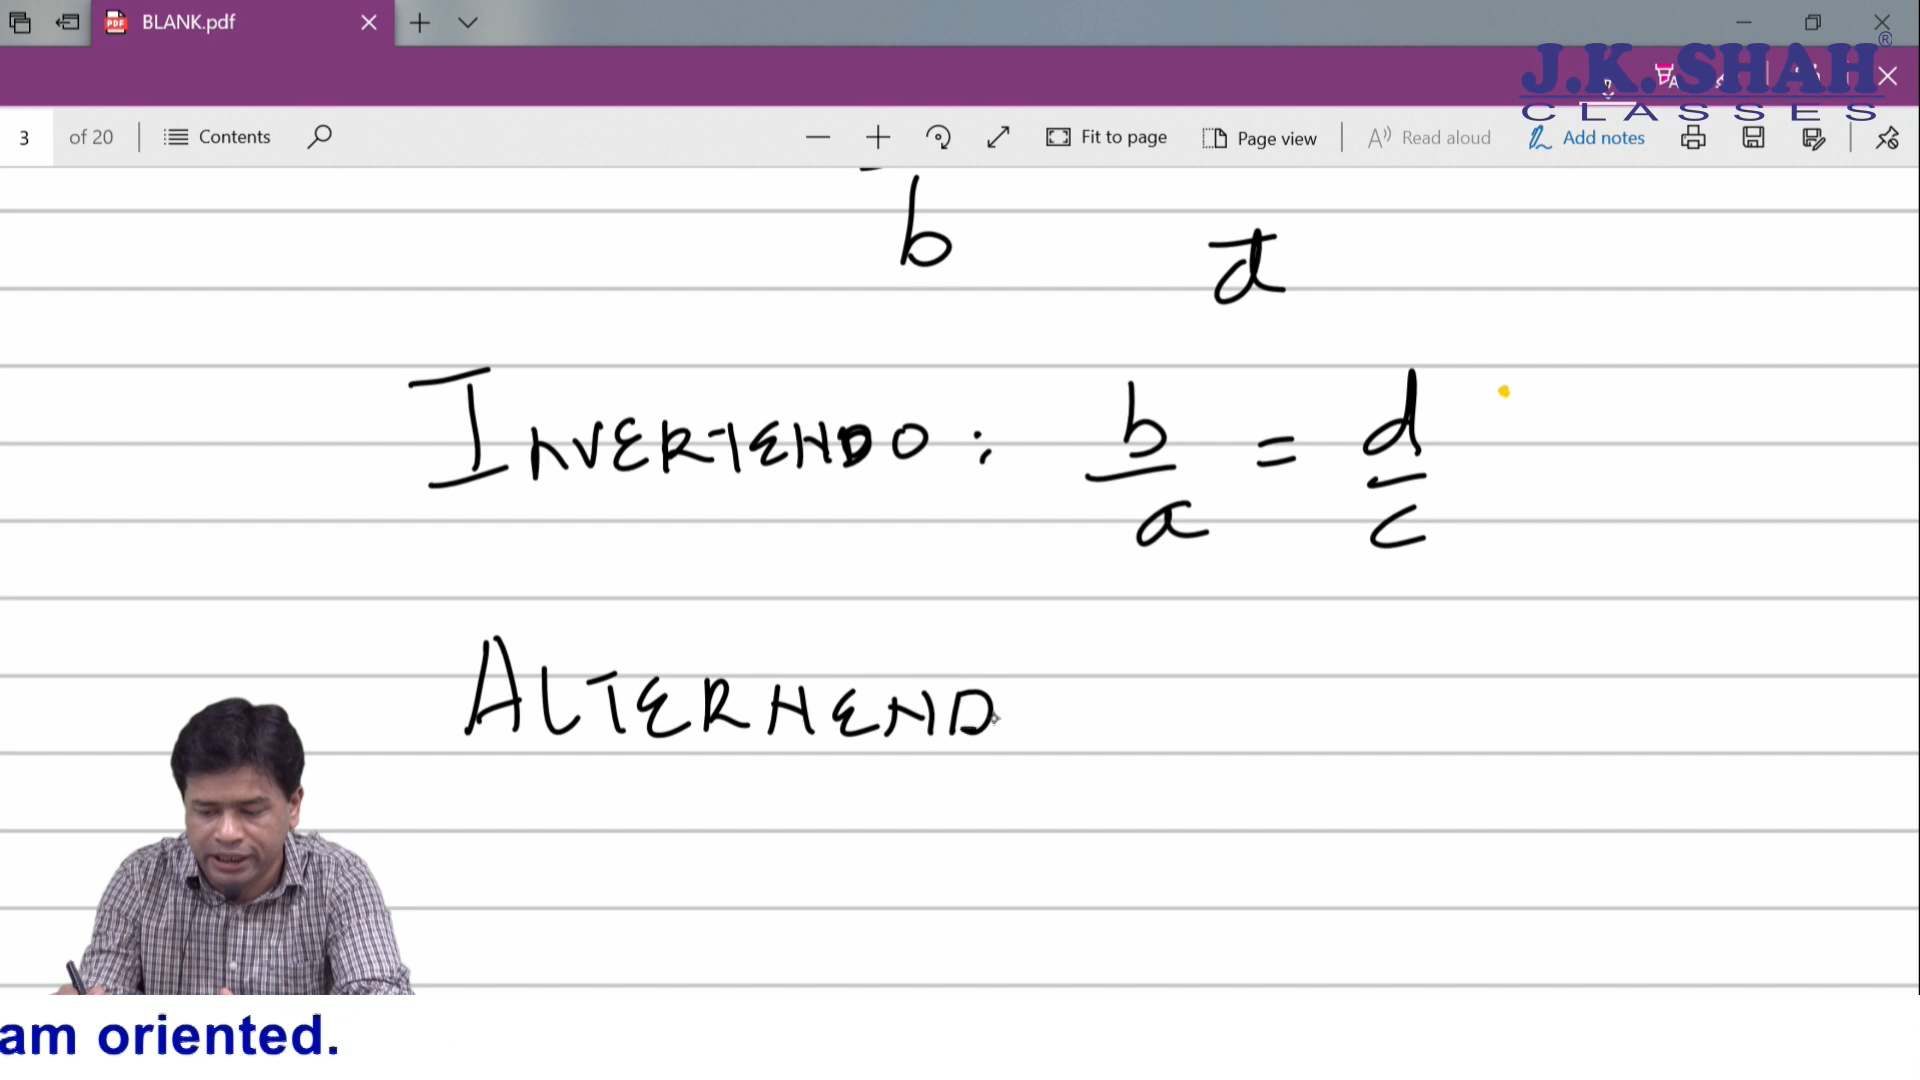 BLANK.pdf
J.K.SHAH®
CLASSES
3 of 20 Contents Fit to page Page view Read aloud Add notes
b d
INVERTENDO : b/a = d/c
ALTERNEND
am oriented.